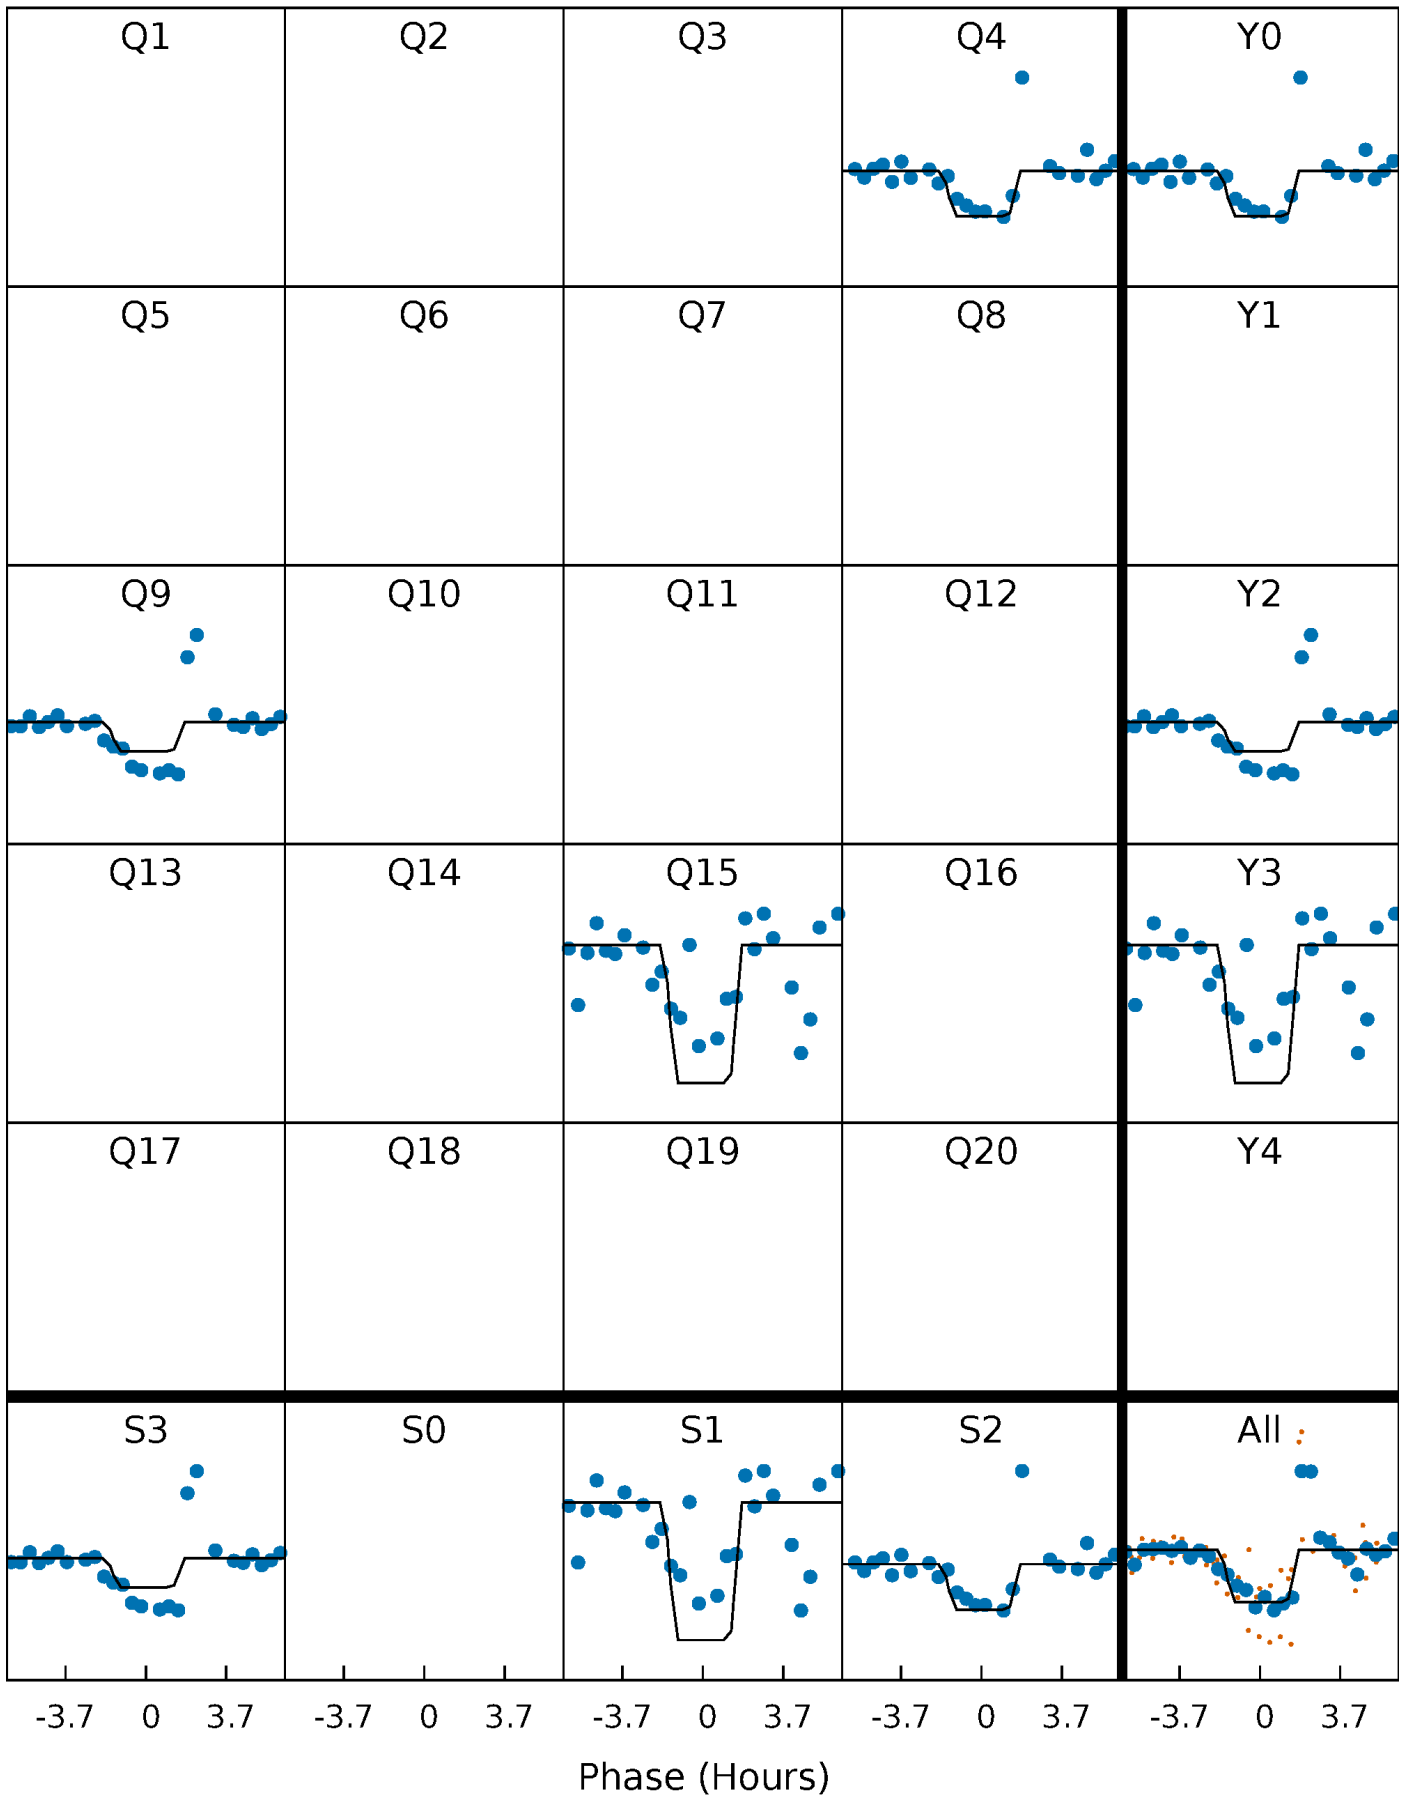 Q1 Q2 Q3 Q4 Y0
Q5 Q6 Q7 Q8 Y1
Q9 Q10 Q11 Q12 Y2
Q13 Q14 Q15 Q16 Y3
Q17 Q18 Q19 Q20 Y4
S3 S0 S1 S2 All
-3.7 0 3.7 -3.7 0 3.7 -3.7 0 3.7 -3.7 0 3.7 -3.7 0 3.7
Phase (Hours)